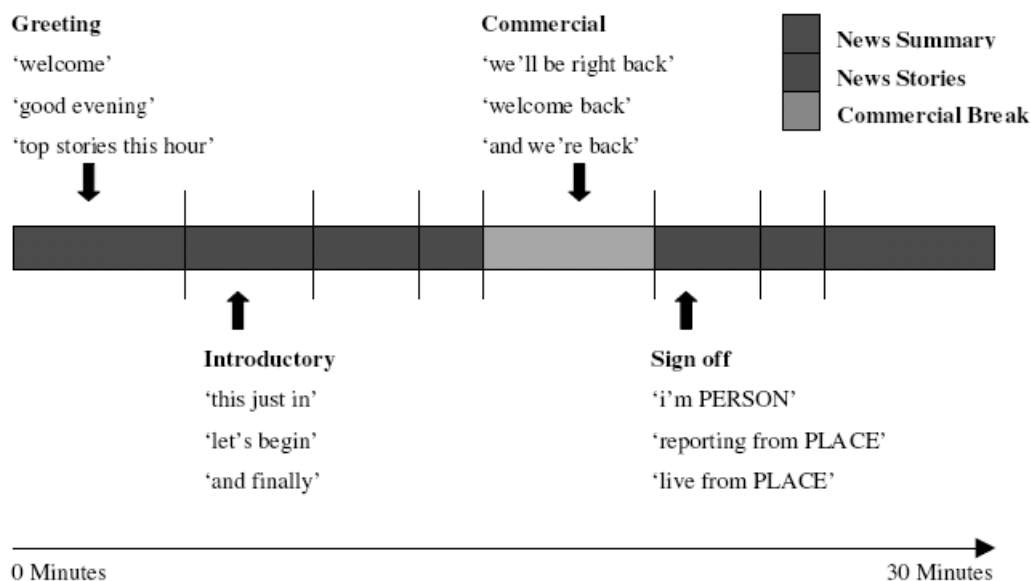 Greeting
‘welcome’
‘good evening’
‘top stories this hour’
Commercial
‘we’ll be right back’
‘welcome back’
‘and we’re back’
News Summary
News Stories
Commercial Break
Introductory
‘this just in’
‘let’s begin’
‘and finally’
Sign off
‘i’m PERSON’
‘reporting from PLACE’
‘live from PLACE’
0 Minutes
30 Minutes